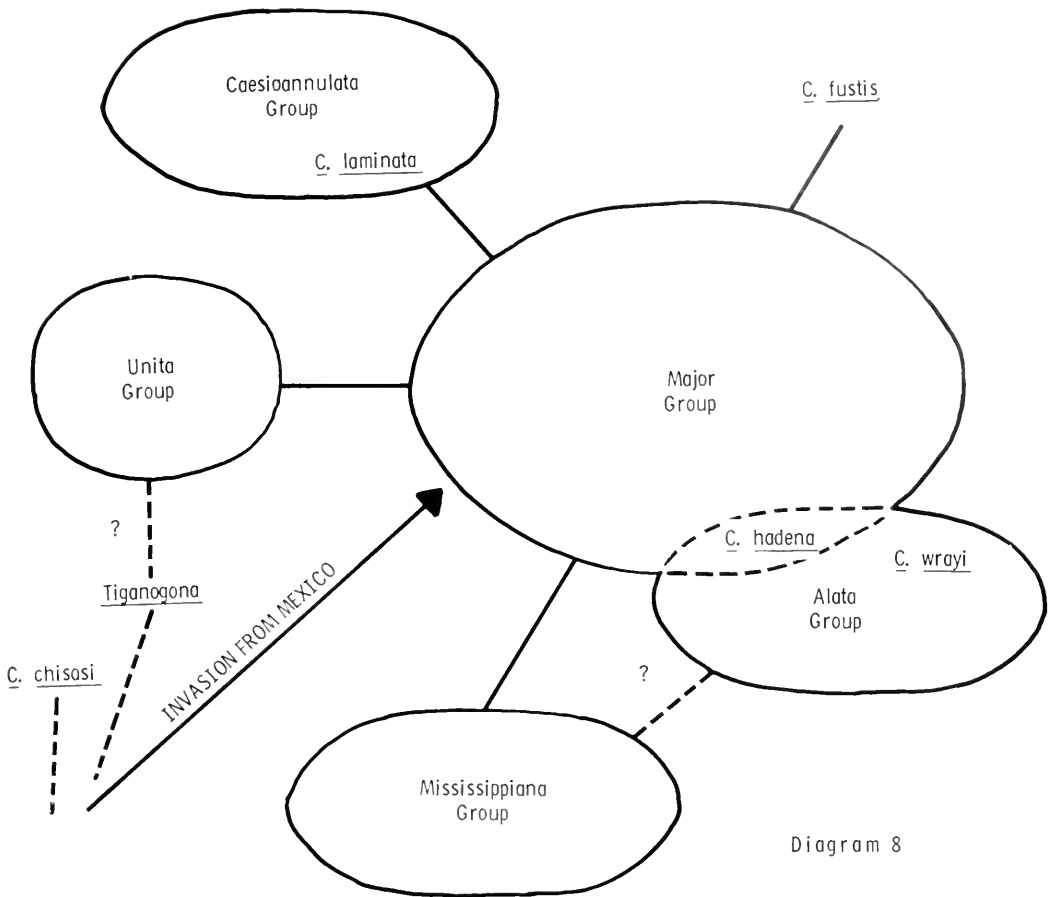 Caesioannulata
Group
C. laminata
C. fustis
Unita
Group
Major
Group
C. hadena
C. wrayi
Alata
Group
?
Tiganogona
C. chisasi
INVASION FROM MEXICO
?
Mississippiana
Group
Diagram 8